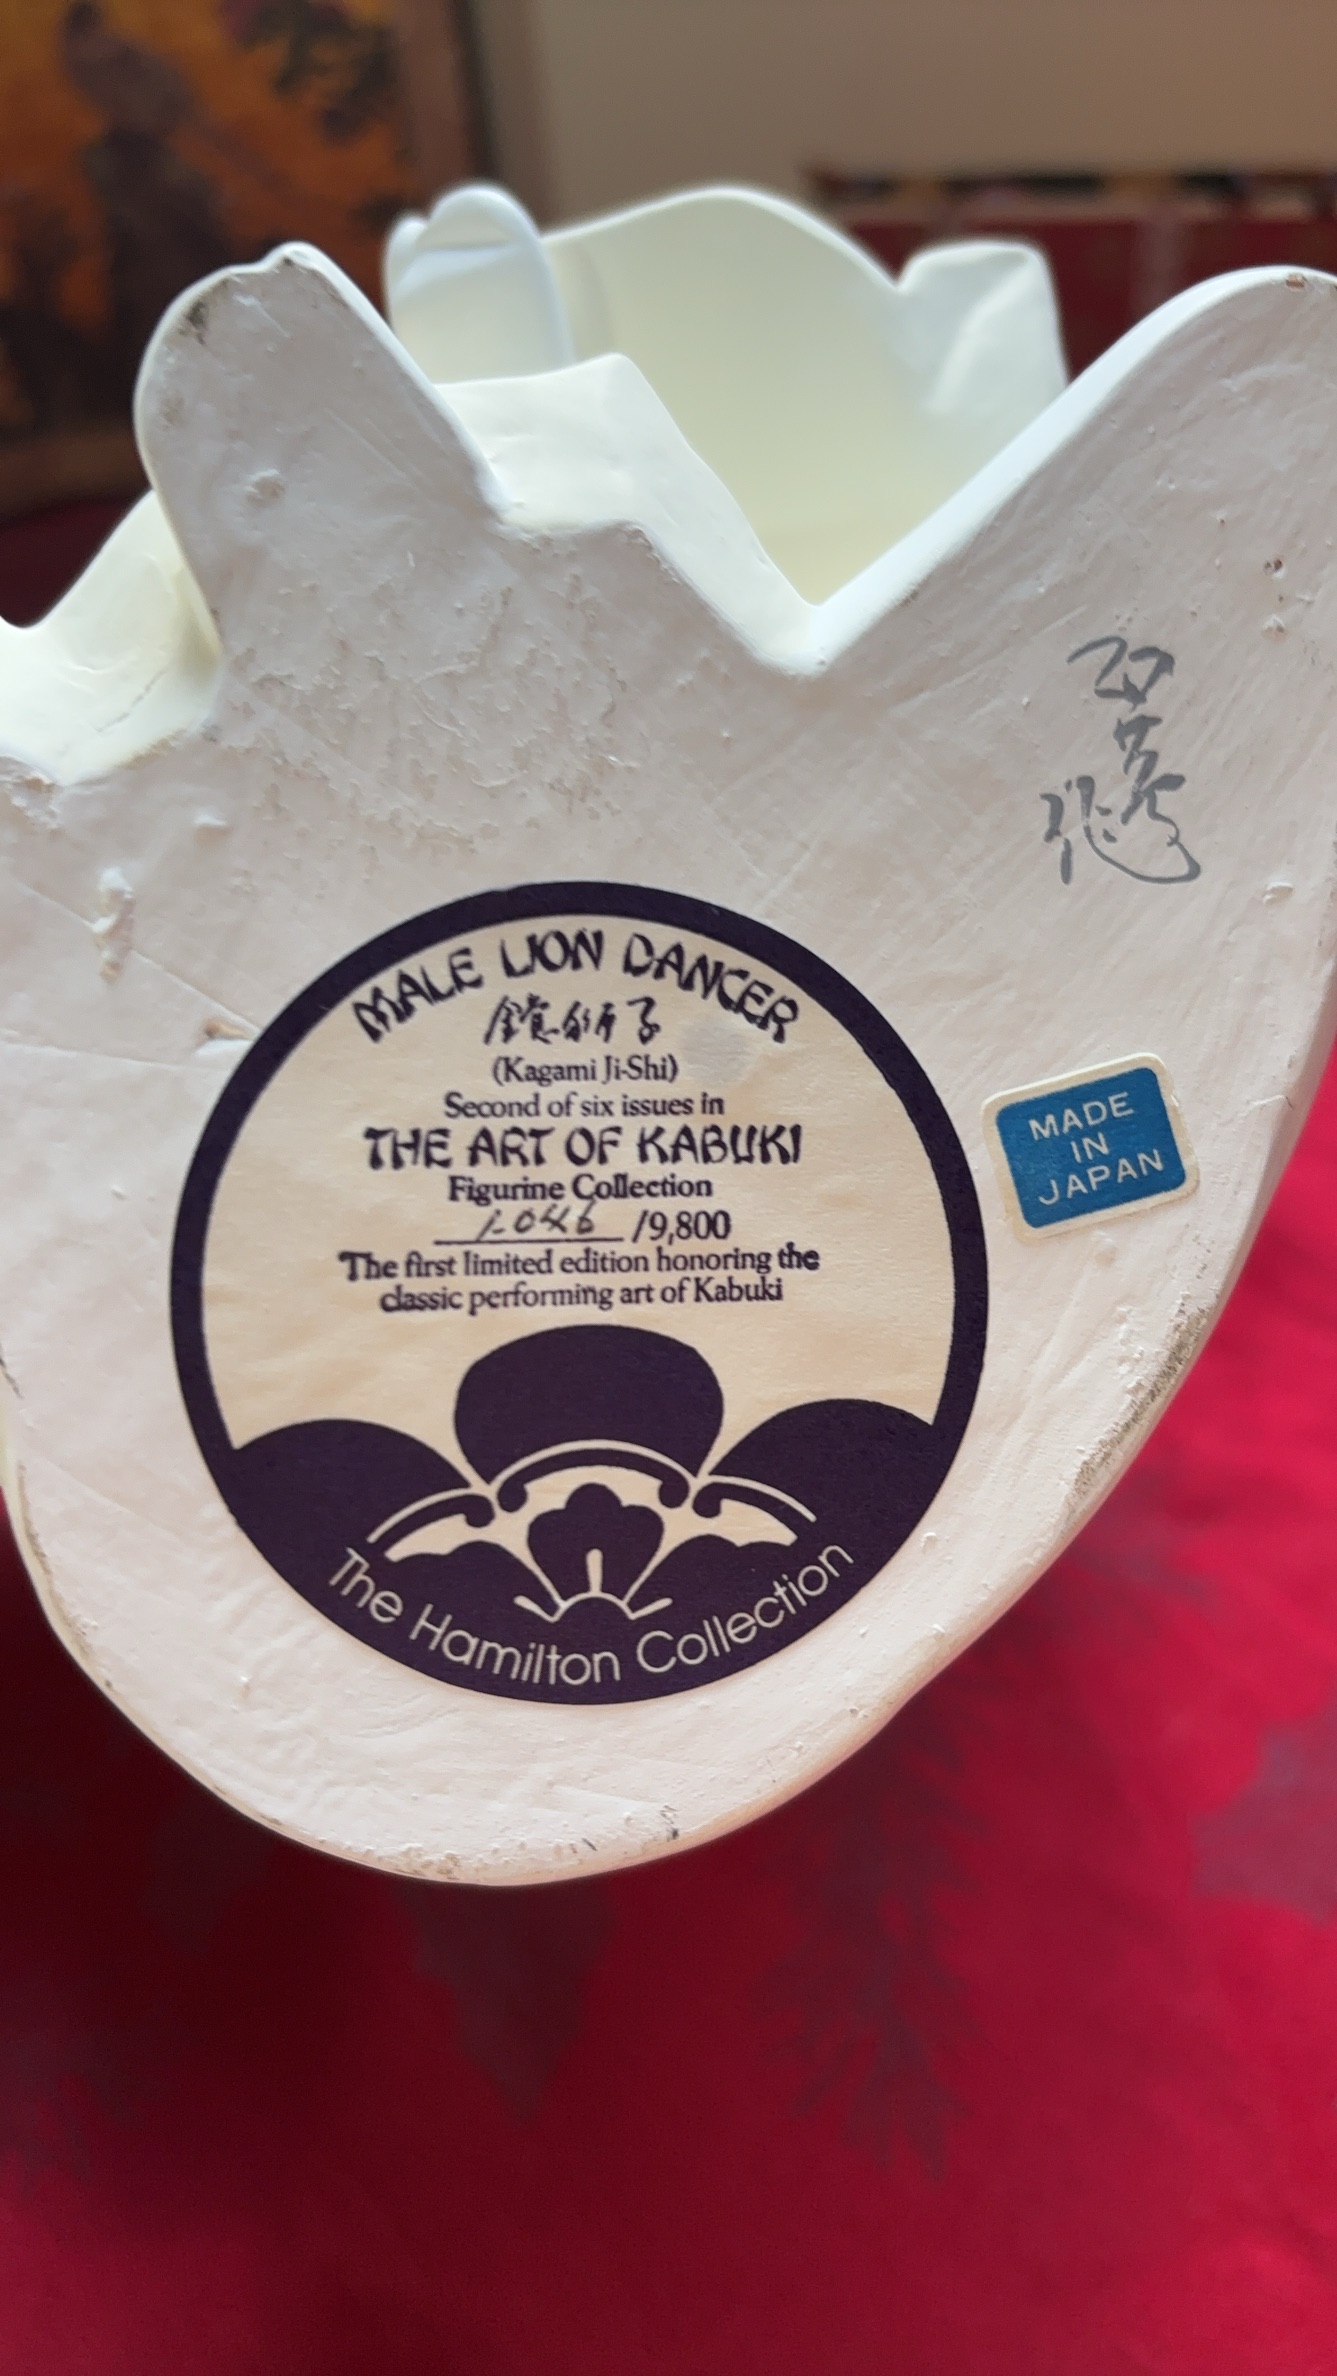 MALE LION DANCER
鏡獅子
(Kagami Ji-Shi)
Second of six issues in
THE ART OF KABUKI
Figurine Collection
1046 /9,800
The first limited edition honoring the
classic performing art of Kabuki
The Hamilton Collection
MADE
IN
JAPAN
作